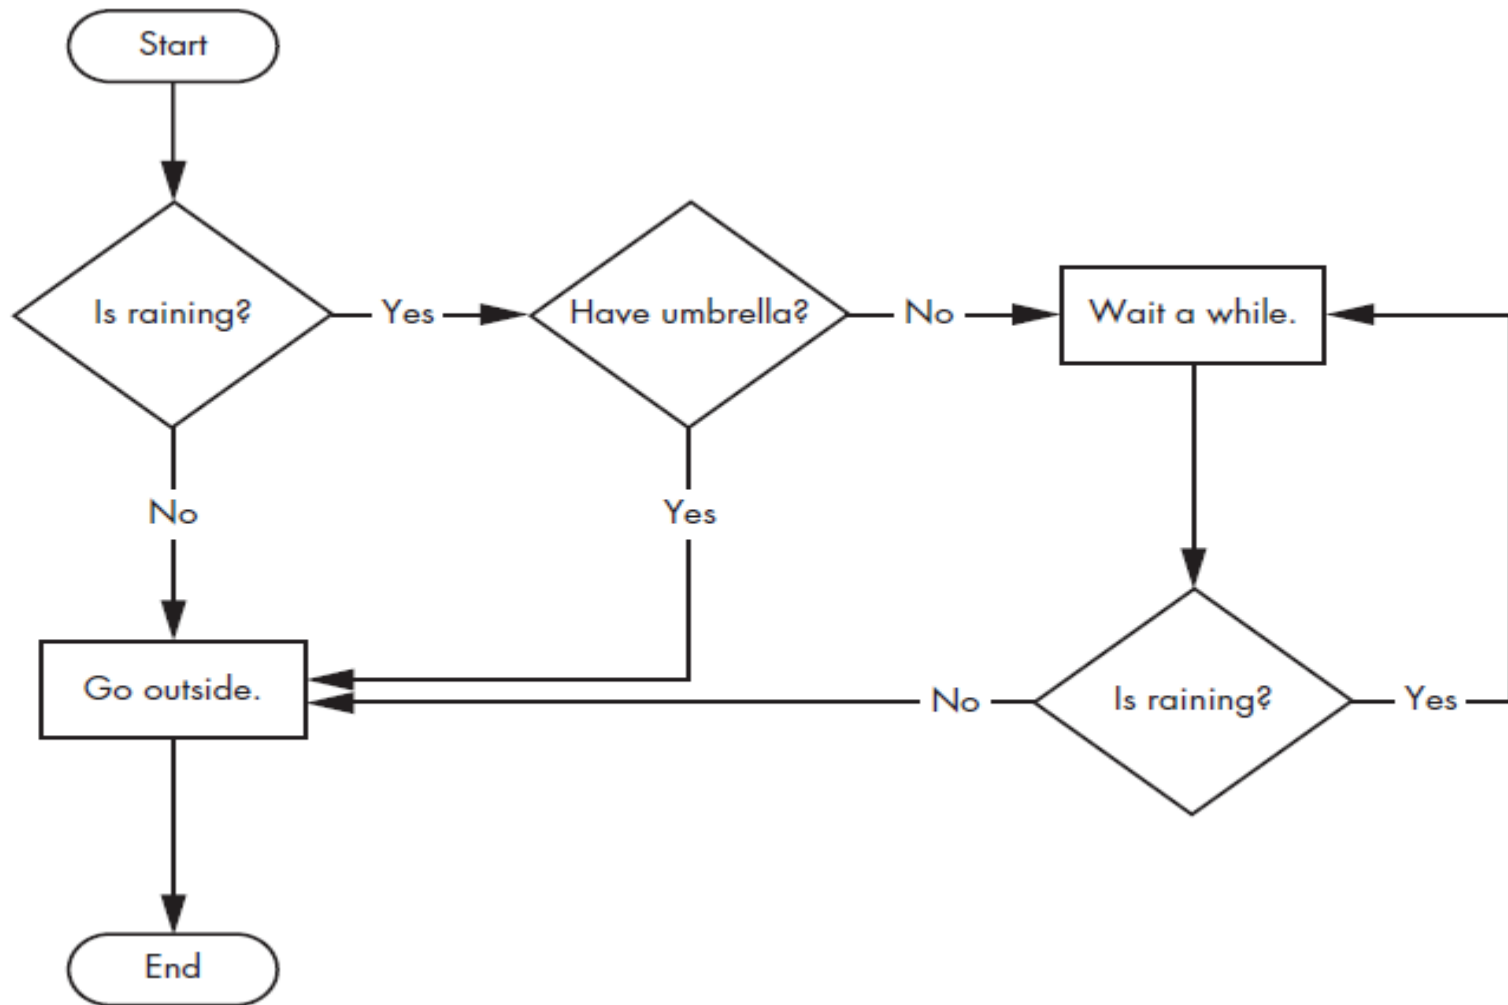 Start
Is raining?
Yes
Have umbrella?
No
Wait a while.
No
Yes
Go outside.
No
Is raining?
Yes
End